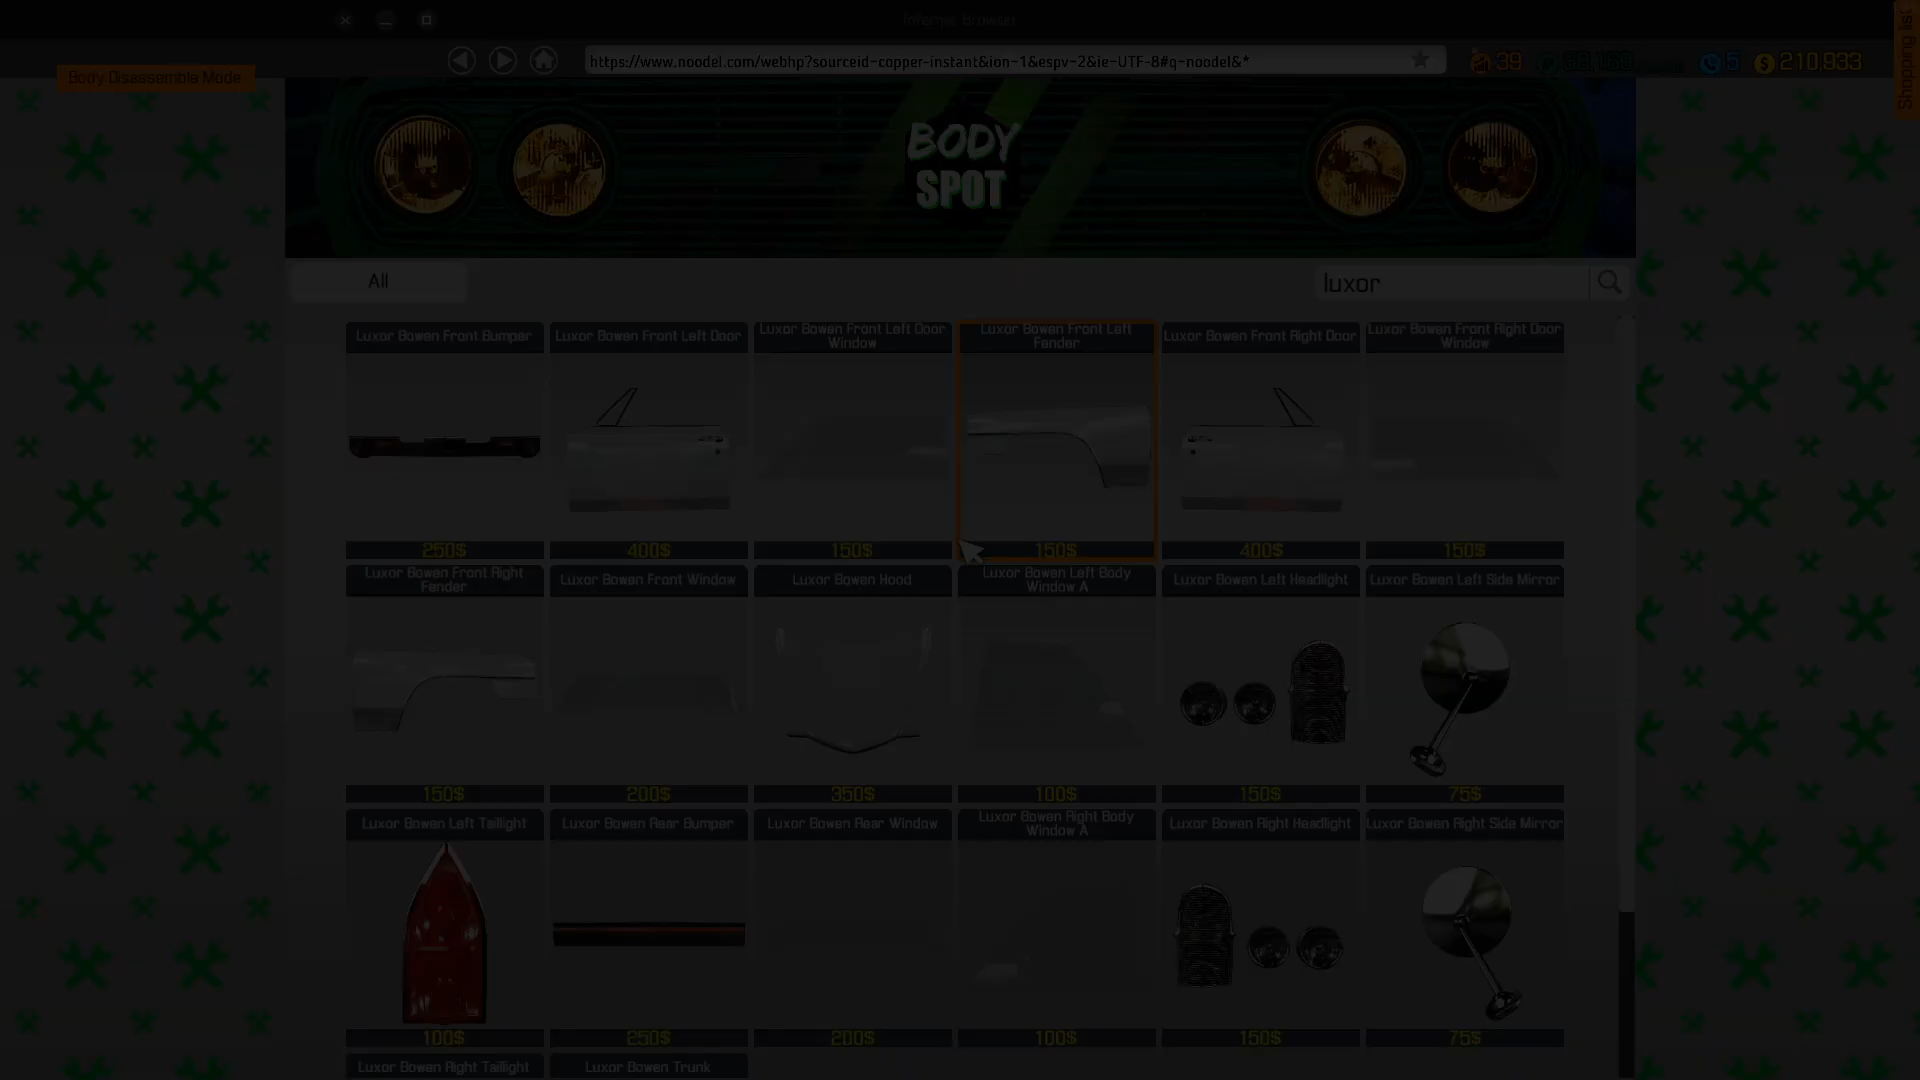 Internet browser
https://www.noodel.com/webhp?sourceid-copper-instant&ion-1&espv-2&ie-UTF-8#q-noodel&*
39
5
210,933
Shopping list
Body Disassemble Mode
BODY
SPOT
All
luxor
Luxor Bowen Front Bumper
Luxor Bowen Front Left Door
Luxor Bowen Front Left Door
Window
Luxor Bowen Front Left
Fender
Luxor Bowen Front Right Door
Luxor Bowen Front Right Door
Window
250$
400$
150$
150$
400$
150$
Luxor Bowen Front Right
Fender
Luxor Bowen Front Window
Luxor Bowen Hood
Luxor Bowen Left Body
Window A
Luxor Bowen Left Headlight
Luxor Bowen Left Side Mirror
150$
200$
350$
100$
150$
75$
Luxor Bowen Left Taillight
Luxor Bowen Rear Bumper
Luxor Bowen Rear Window
Luxor Bowen Right Body
Window A
Luxor Bowen Right Headlight
Luxor Bowen Right Side Mirror
100$
250$
200$
100$
150$
75$
Luxor Bowen Right Taillight
Luxor Bowen Trunk